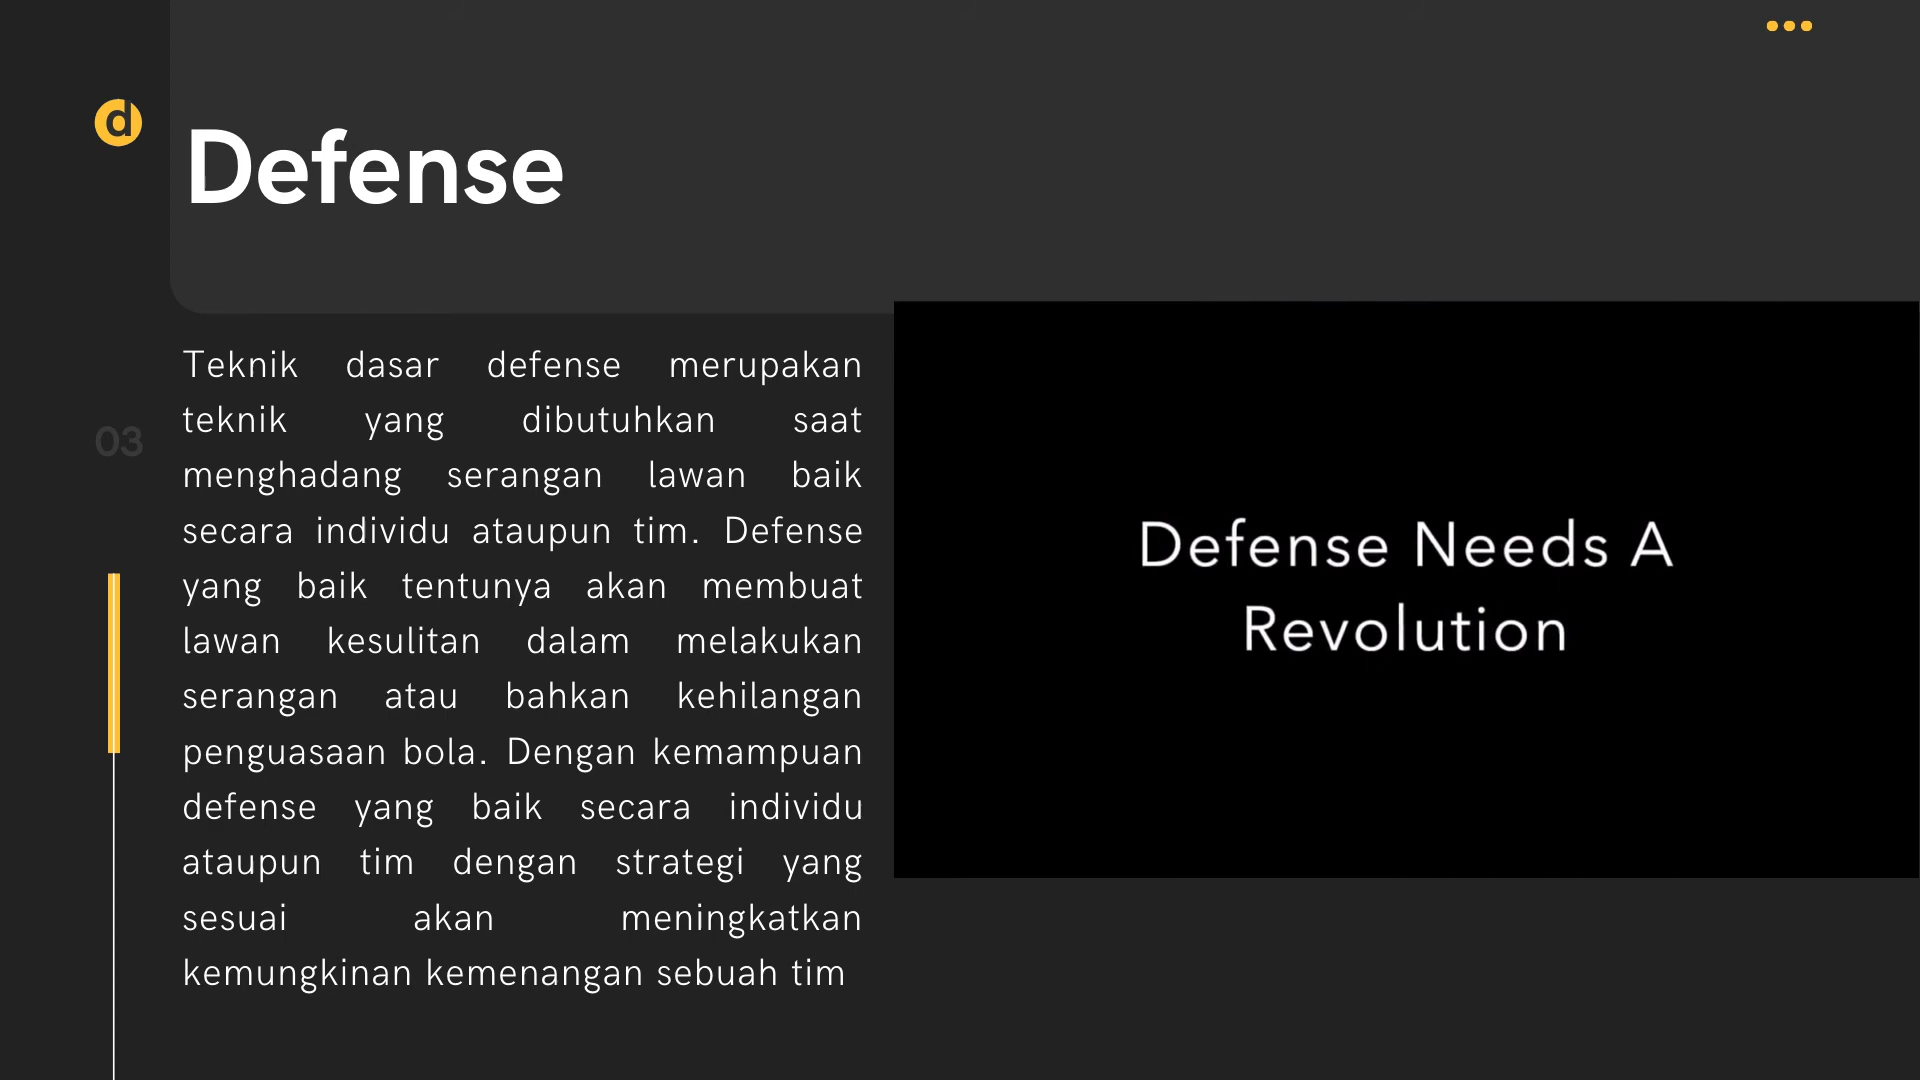 d
Defense
03
Teknik dasar defense merupakan
teknik yang dibutuhkan saat
menghadang serangan lawan baik
secara individu ataupun tim. Defense
yang baik tentunya akan membuat
lawan kesulitan dalam melakukan
serangan atau bahkan kehilangan
penguasaan bola. Dengan kemampuan
defense yang baik secara individu
ataupun tim dengan strategi yang
sesuai akan meningkatkan
kemungkinan kemenangan sebuah tim
Defense Needs A
Revolution